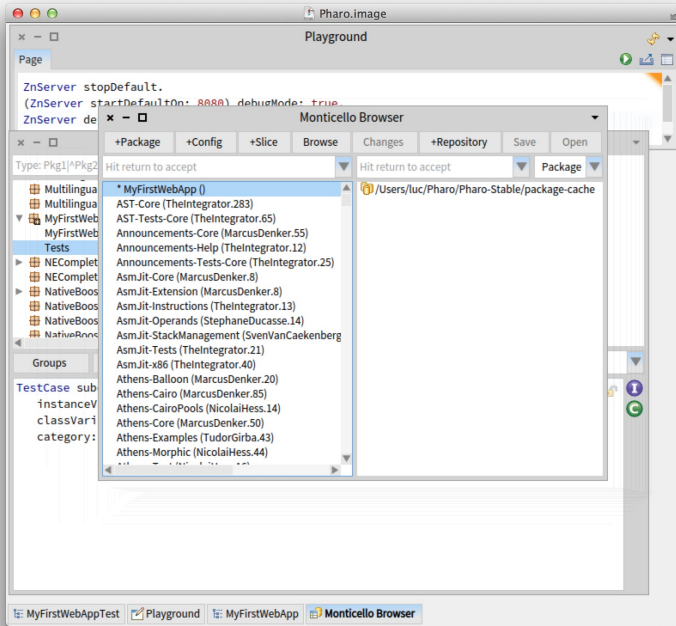 Pharo.image
Playground
Page
ZnServer stopDefault.
(ZnServer startDefaultOn: 8080) debugMode: true.
ZnServer de
Monticello Browser
+Package +Config +Slice Browse Changes +Repository Save Open
Type: Pkg1|^Pkg2
Hit return to accept Hit return to accept Package
Multilingua
Multilingua
MyFirstWeb
MyFirstWeb
Tests
NEComplet
NEComplet
NativeBoos
NativeBoos
NativeBoos
NativeBoos
* MyFirstWebApp ()
AST-Core (TheIntegrator.283)
AST-Tests-Core (TheIntegrator.65)
Announcements-Core (MarcusDenker.55)
Announcements-Help (TheIntegrator.12)
Announcements-Tests-Core (TheIntegrator.25)
AsmJit-Core (MarcusDenker.8)
AsmJit-Extension (MarcusDenker.8)
AsmJit-Instructions (TheIntegrator.13)
AsmJit-Operands (StephaneDucasse.14)
AsmJit-StackManagement (SvenVanCaekenberg
AsmJit-Tests (TheIntegrator.21)
AsmJit-x86 (TheIntegrator.40)
Athens-Balloon (MarcusDenker.20)
Athens-Cairo (MarcusDenker.85)
Athens-CairoPools (NicolaiHess.14)
Athens-Core (MarcusDenker.50)
Athens-Examples (TudorGirba.43)
Athens-Morphic (NicolaiHess.44)
/Users/luc/Pharo/Pharo-Stable/package-cache
Groups
TestCase sub
instanceV
classVari
category:
I
C
MyFirstWebAppTest Playground MyFirstWebApp Monticello Browser